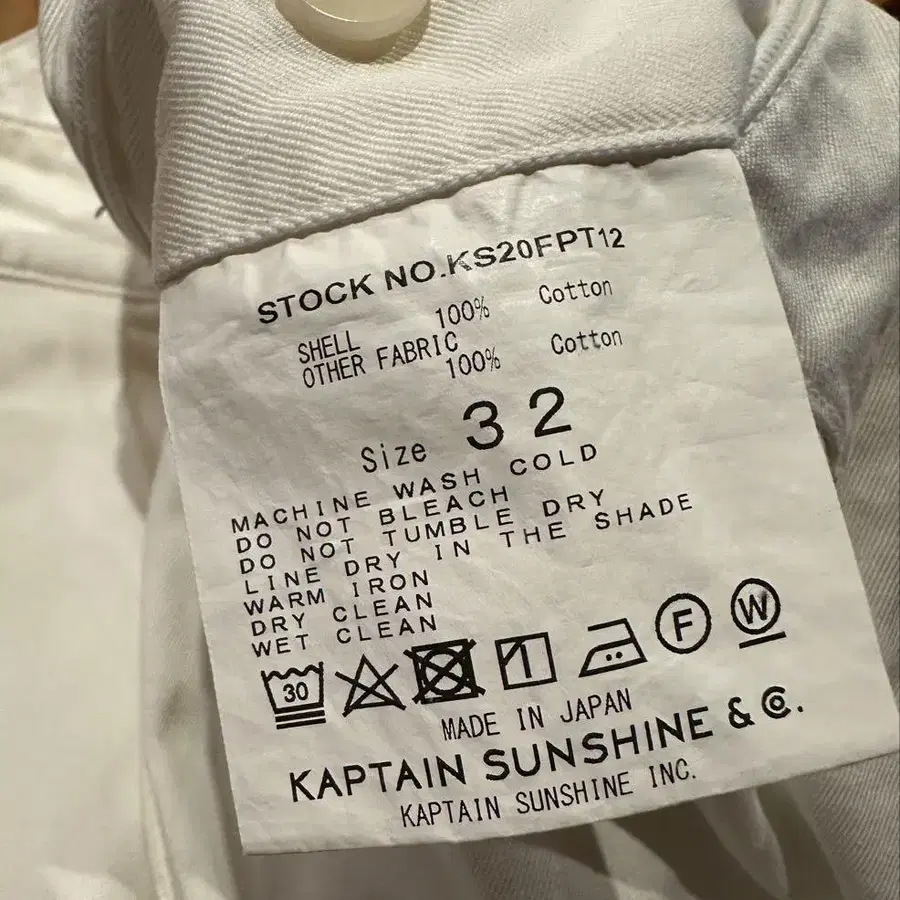 STOCK NO.KS20FPT12
SHELL 100% Cotton
OTHER FABRIC 100% Cotton
Size 32
MACHINE WASH COLD
DO NOT BLEACH
DO NOT TUMBLE DRY
LINE DRY IN THE SHADE
WARM IRON
DRY CLEAN
WET CLEAN
30 F W
MADE IN JAPAN
KAPTAIN SUNSHINE & Co.
KAPTAIN SUNSHINE INC.